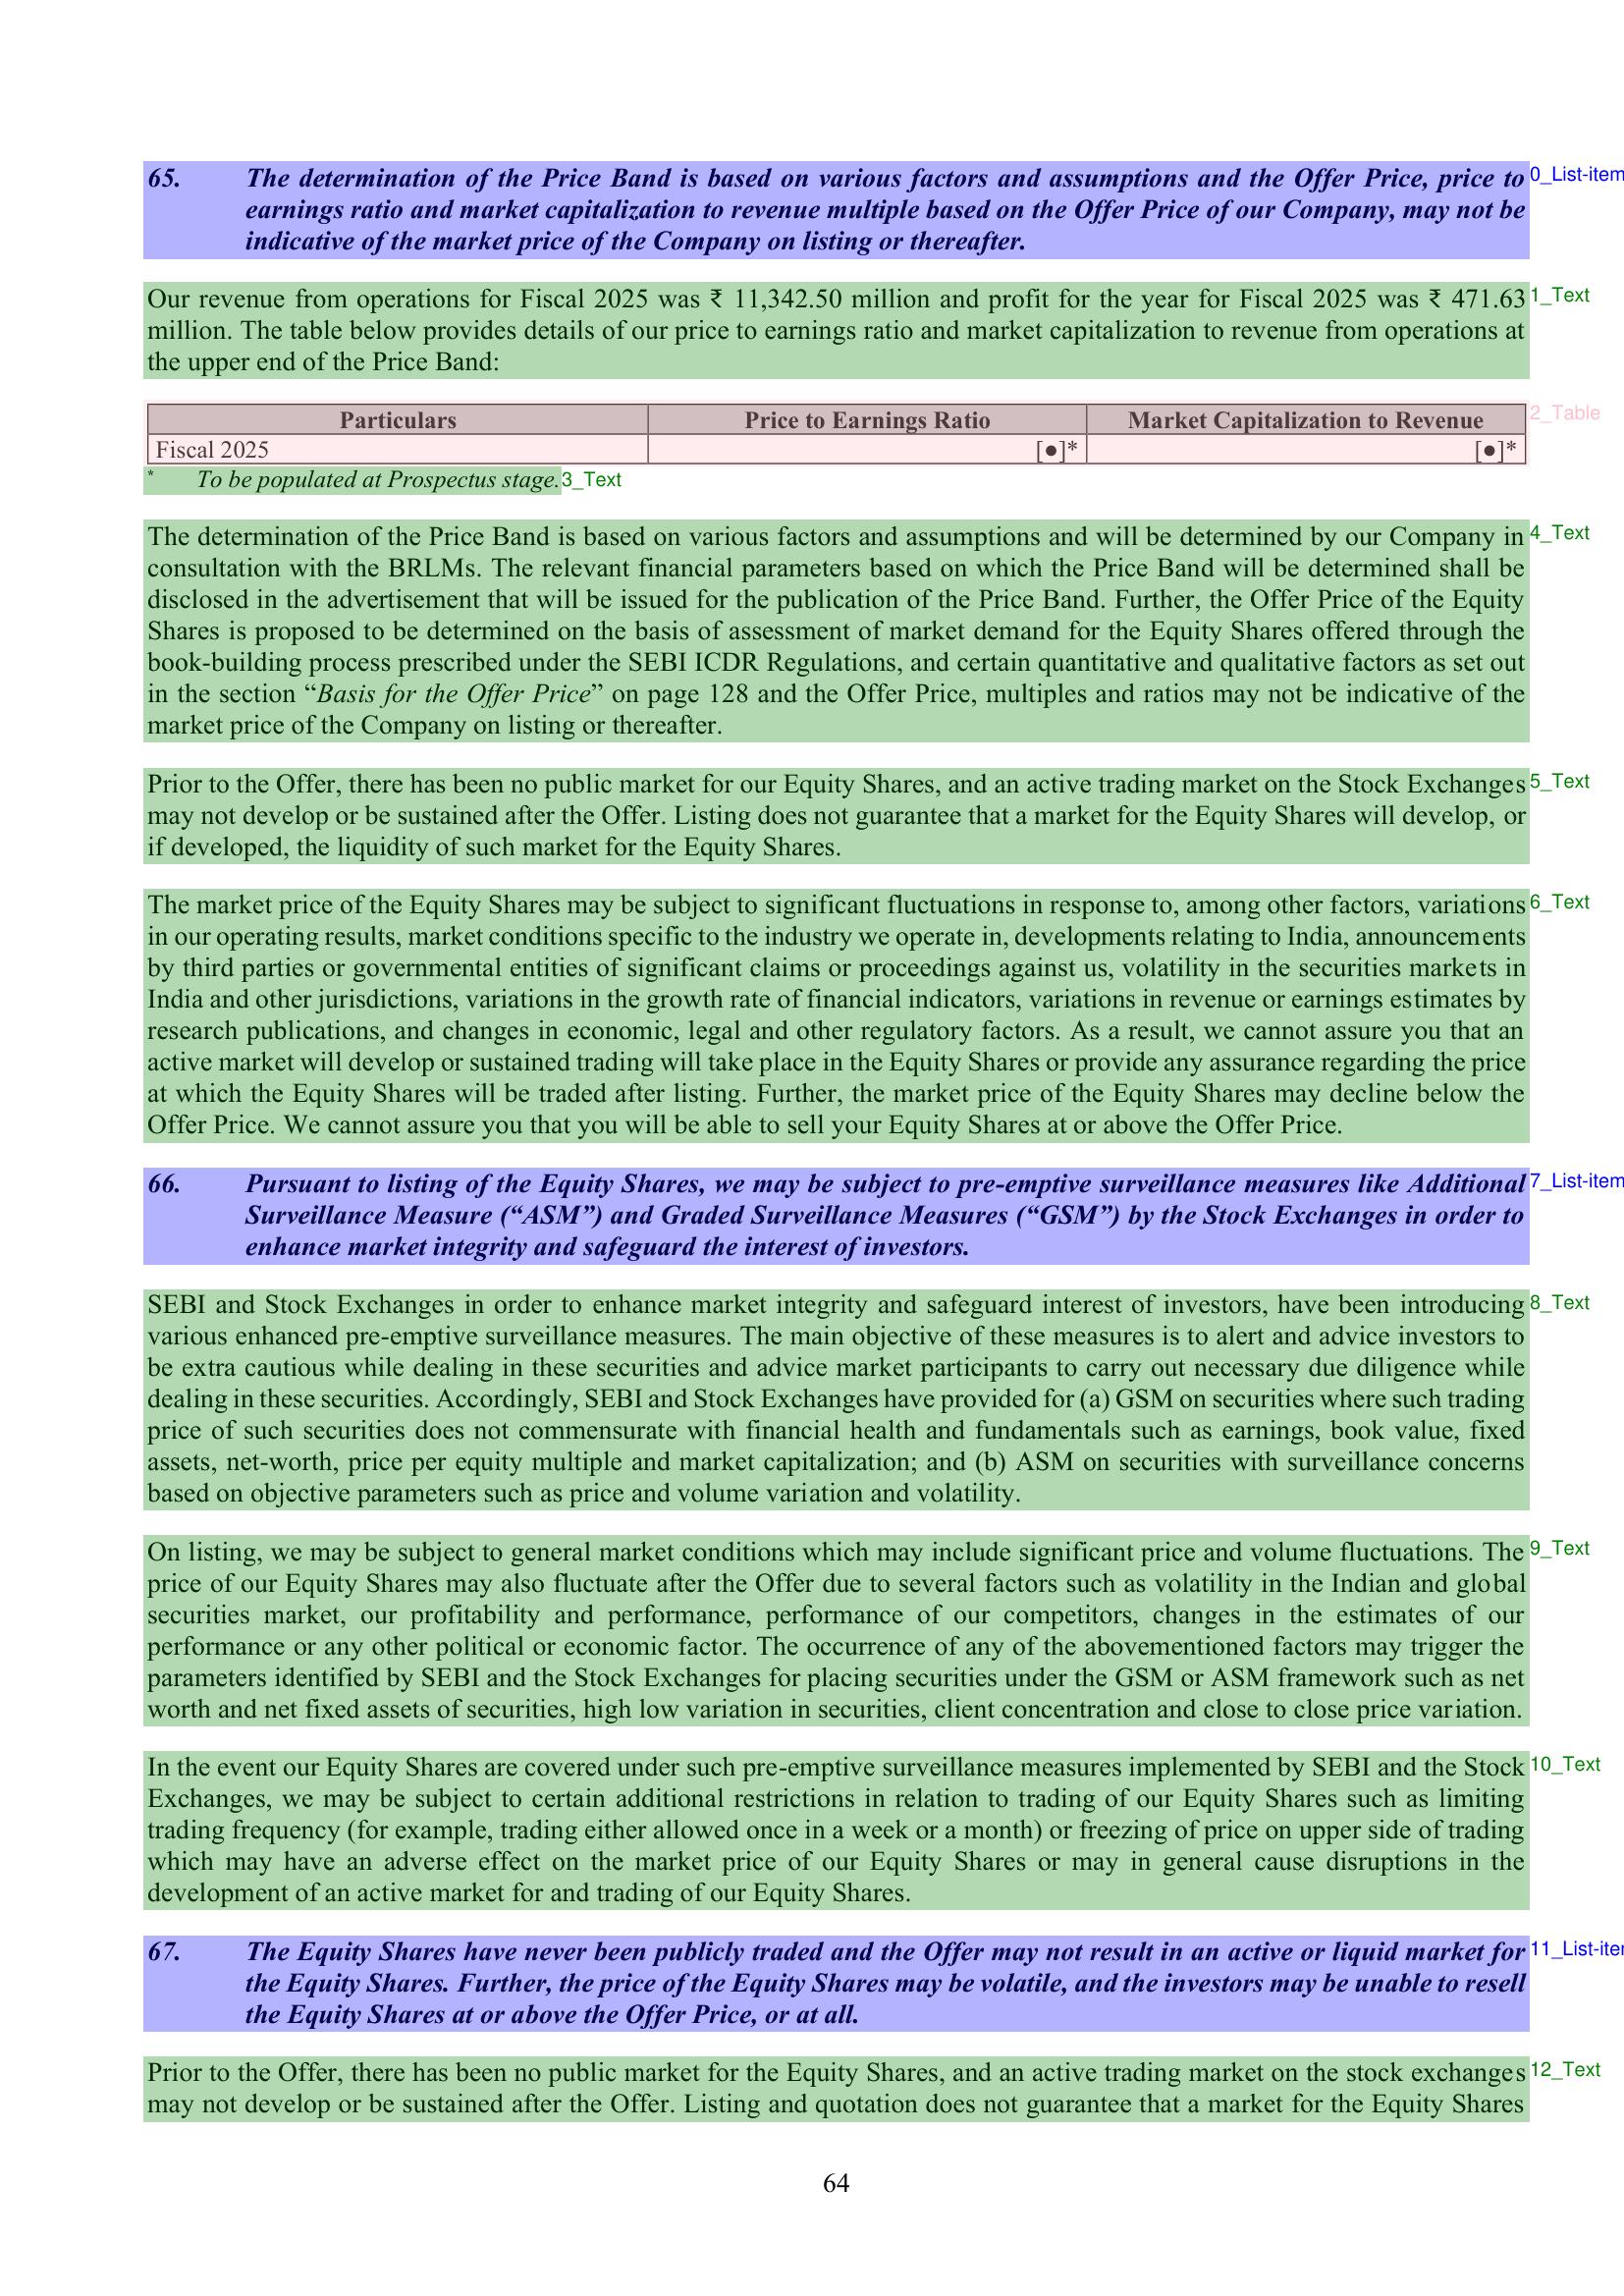 65. The determination of the Price Band is based on various factors and assumptions and the Offer Price, price to
earnings ratio and market capitalization to revenue multiple based on the Offer Price of our Company, may not be
indicative of the market price of the Company on listing or thereafter.
0_List-item
Our revenue from operations for Fiscal 2025 was ₹ 11,342.50 million and profit for the year for Fiscal 2025 was ₹ 471.63
million. The table below provides details of our price to earnings ratio and market capitalization to revenue from operations at
the upper end of the Price Band:
1_Text
Particulars Price to Earnings Ratio Market Capitalization to Revenue
Fiscal 2025 [●]* [●]*
2_Table
* To be populated at Prospectus stage.
3_Text
The determination of the Price Band is based on various factors and assumptions and will be determined by our Company in
consultation with the BRLMs. The relevant financial parameters based on which the Price Band will be determined shall be
disclosed in the advertisement that will be issued for the publication of the Price Band. Further, the Offer Price of the Equity
Shares is proposed to be determined on the basis of assessment of market demand for the Equity Shares offered through the
book-building process prescribed under the SEBI ICDR Regulations, and certain quantitative and qualitative factors as set out
in the section “Basis for the Offer Price” on page 128 and the Offer Price, multiples and ratios may not be indicative of the
market price of the Company on listing or thereafter.
4_Text
Prior to the Offer, there has been no public market for our Equity Shares, and an active trading market on the Stock Exchanges
may not develop or be sustained after the Offer. Listing does not guarantee that a market for the Equity Shares will develop, or
if developed, the liquidity of such market for the Equity Shares.
5_Text
The market price of the Equity Shares may be subject to significant fluctuations in response to, among other factors, variations
in our operating results, market conditions specific to the industry we operate in, developments relating to India, announcements
by third parties or governmental entities of significant claims or proceedings against us, volatility in the securities markets in
India and other jurisdictions, variations in the growth rate of financial indicators, variations in revenue or earnings estimates by
research publications, and changes in economic, legal and other regulatory factors. As a result, we cannot assure you that an
active market will develop or sustained trading will take place in the Equity Shares or provide any assurance regarding the price
at which the Equity Shares will be traded after listing. Further, the market price of the Equity Shares may decline below the
Offer Price. We cannot assure you that you will be able to sell your Equity Shares at or above the Offer Price.
6_Text
66. Pursuant to listing of the Equity Shares, we may be subject to pre-emptive surveillance measures like Additional
Surveillance Measure (“ASM”) and Graded Surveillance Measures (“GSM”) by the Stock Exchanges in order to
enhance market integrity and safeguard the interest of investors.
7_List-item
SEBI and Stock Exchanges in order to enhance market integrity and safeguard interest of investors, have been introducing
various enhanced pre-emptive surveillance measures. The main objective of these measures is to alert and advice investors to
be extra cautious while dealing in these securities and advice market participants to carry out necessary due diligence while
dealing in these securities. Accordingly, SEBI and Stock Exchanges have provided for (a) GSM on securities where such trading
price of such securities does not commensurate with financial health and fundamentals such as earnings, book value, fixed
assets, net-worth, price per equity multiple and market capitalization; and (b) ASM on securities with surveillance concerns
based on objective parameters such as price and volume variation and volatility.
8_Text
On listing, we may be subject to general market conditions which may include significant price and volume fluctuations. The
price of our Equity Shares may also fluctuate after the Offer due to several factors such as volatility in the Indian and global
securities market, our profitability and performance, performance of our competitors, changes in the estimates of our
performance or any other political or economic factor. The occurrence of any of the abovementioned factors may trigger the
parameters identified by SEBI and the Stock Exchanges for placing securities under the GSM or ASM framework such as net
worth and net fixed assets of securities, high low variation in securities, client concentration and close to close price variation.
9_Text
In the event our Equity Shares are covered under such pre-emptive surveillance measures implemented by SEBI and the Stock
Exchanges, we may be subject to certain additional restrictions in relation to trading of our Equity Shares such as limiting
trading frequency (for example, trading either allowed once in a week or a month) or freezing of price on upper side of trading
which may have an adverse effect on the market price of our Equity Shares or may in general cause disruptions in the
development of an active market for and trading of our Equity Shares.
10_Text
67. The Equity Shares have never been publicly traded and the Offer may not result in an active or liquid market for
the Equity Shares. Further, the price of the Equity Shares may be volatile, and the investors may be unable to resell
the Equity Shares at or above the Offer Price, or at all.
11_List-iter
Prior to the Offer, there has been no public market for the Equity Shares, and an active trading market on the stock exchanges
may not develop or be sustained after the Offer. Listing and quotation does not guarantee that a market for the Equity Shares
12_Text
64